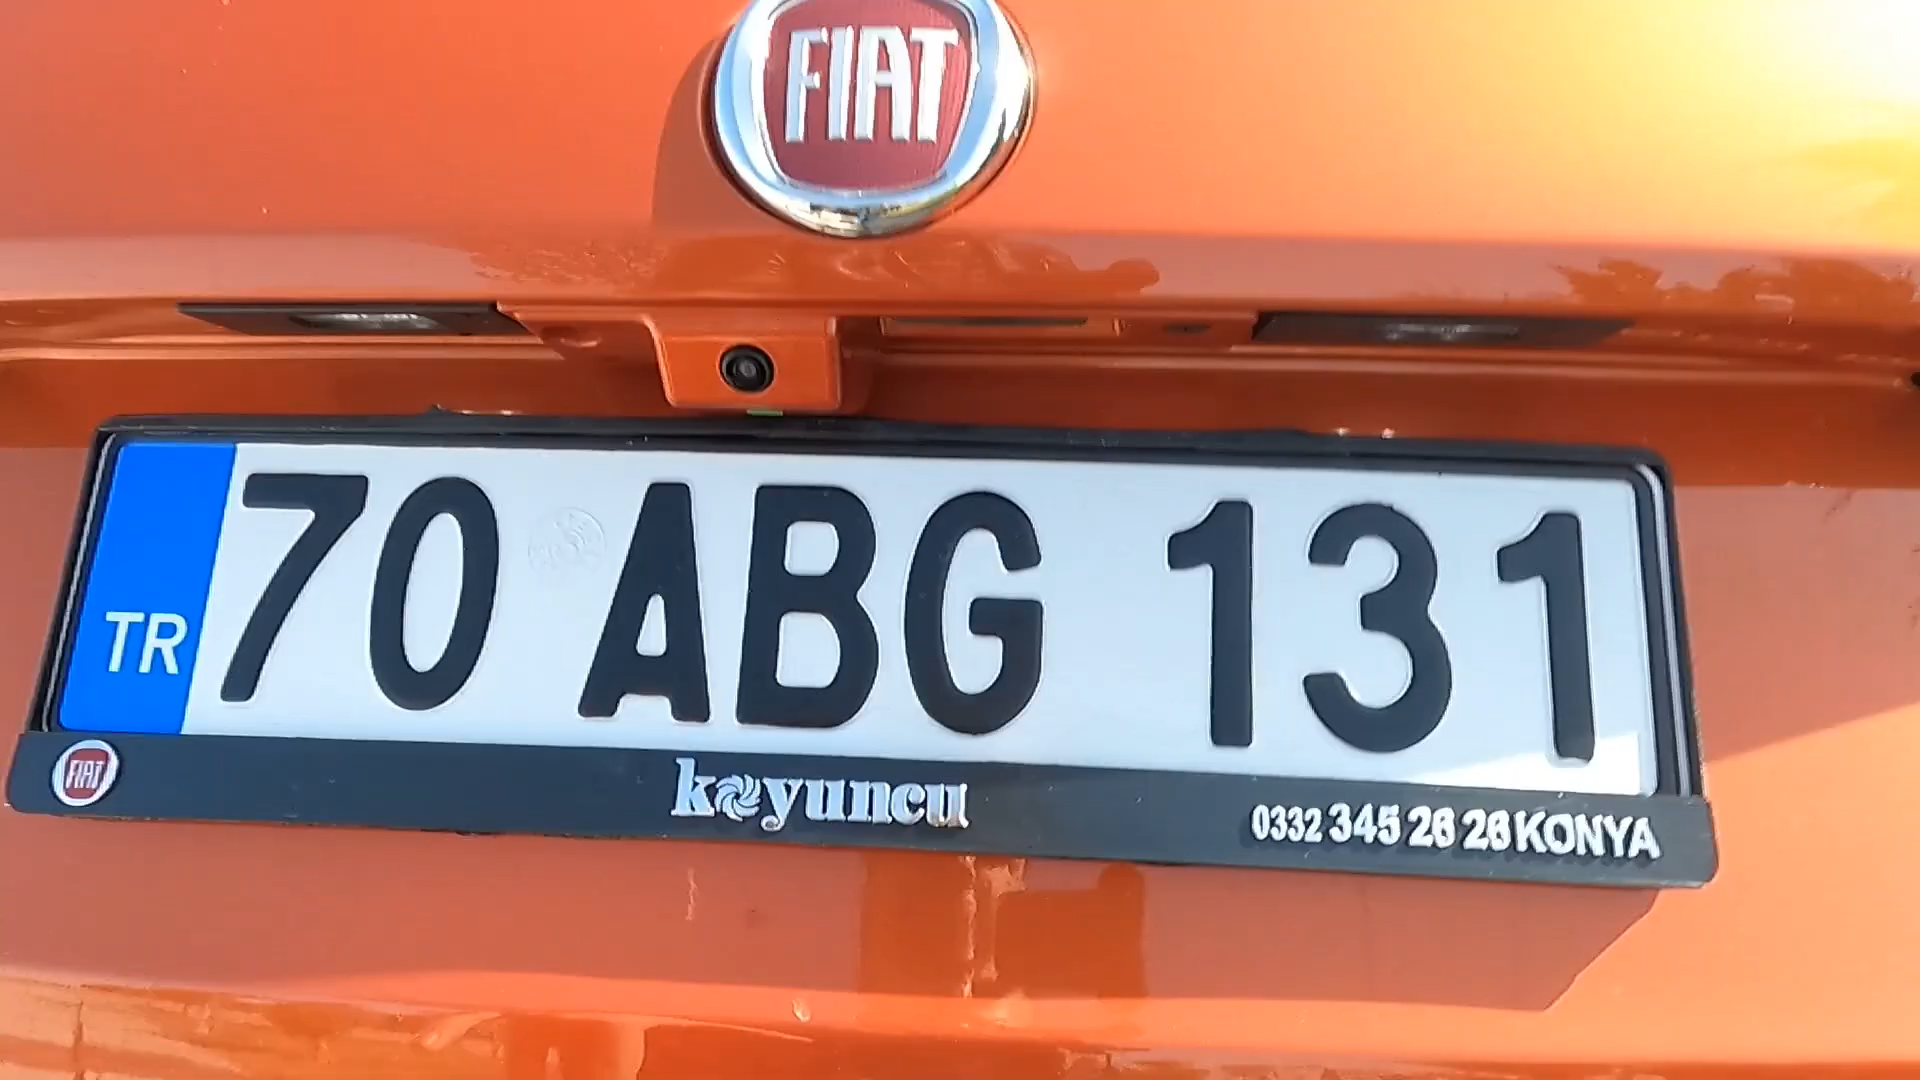 FIAT
TR
70 ABG 131
FIAT
koyuncu
0332 345 26 26 KONYA